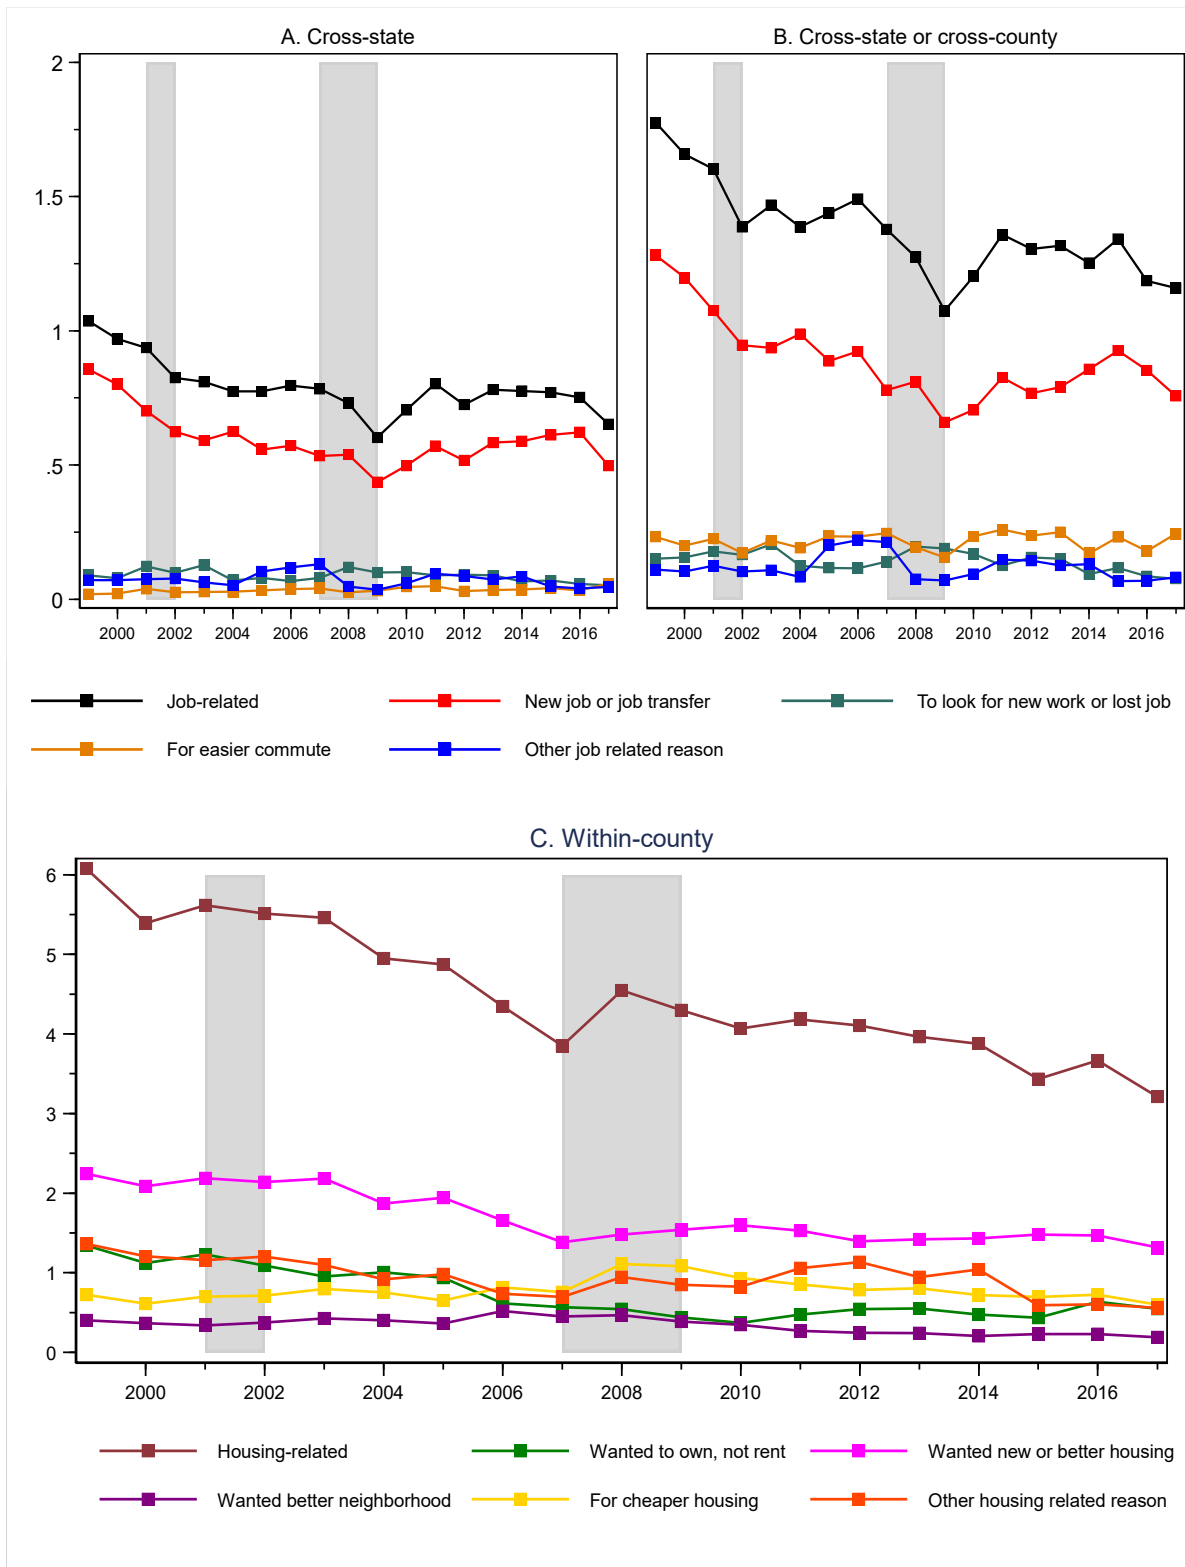 A. Cross-state
B. Cross-state or cross-county
2
1.5
1
.5
0
2000 2002 2004 2006 2008 2010 2012 2014 2016
2000 2002 2004 2006 2008 2010 2012 2014 2016
Job-related
New job or job transfer
To look for new work or lost job
For easier commute
Other job related reason
C. Within-county
6
5
4
3
2
1
0
2000 2002 2004 2006 2008 2010 2012 2014 2016
Housing-related
Wanted to own, not rent
Wanted new or better housing
Wanted better neighborhood
For cheaper housing
Other housing related reason